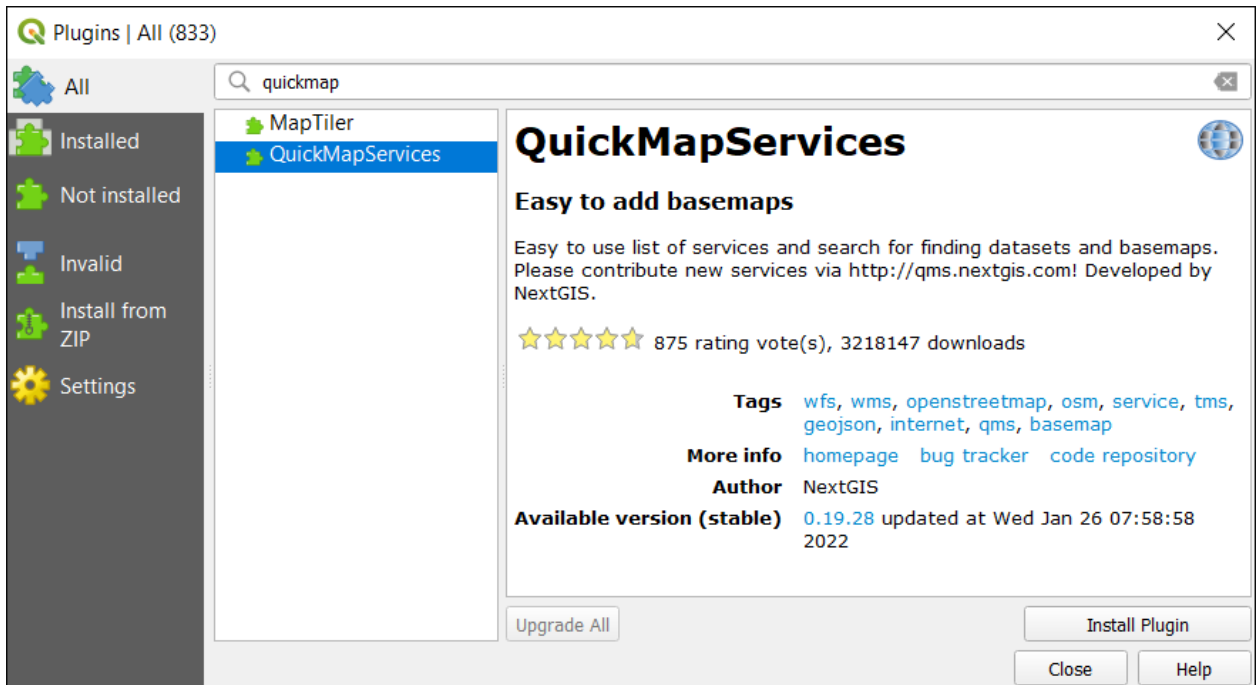 Plugins | All (833)
All
Installed
Not installed
Invalid
Install from
ZIP
Settings
quickmap
MapTiler
QuickMapServices
QuickMapServices
Easy to add basemaps
Easy to use list of services and search for finding datasets and basemaps.
Please contribute new services via http://qms.nextgis.com! Developed by
NextGIS.
875 rating vote(s), 3218147 downloads
Tags wfs, wms, openstreetmap, osm, service, tms,
geojson, internet, qms, basemap
More info homepage bug tracker code repository
Author NextGIS
Available version (stable) 0.19.28 updated at Wed Jan 26 07:58:58
2022
Upgrade All
Install Plugin
Close Help